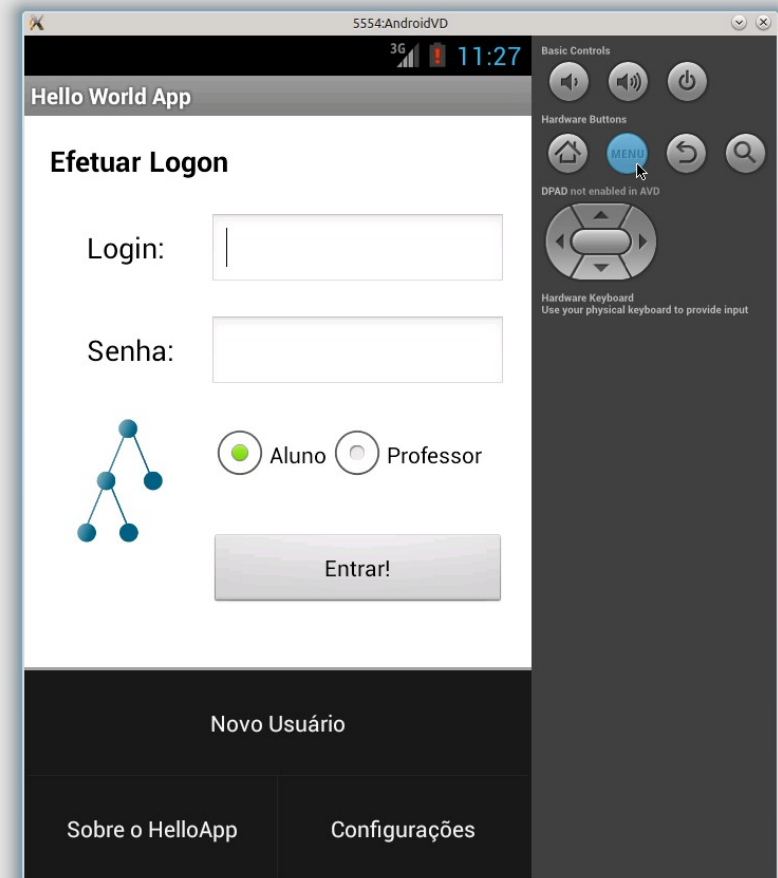 5554:AndroidVD
3G 11:27
Hello World App
Efetuar Logon
Login:
Senha:
Aluno Professor
Entrar!
Novo Usuário
Sobre o HelloApp Configurações
Basic Controls
Hardware Buttons
MENU
DPAD not enabled in AVD
Hardware Keyboard
Use your physical keyboard to provide input